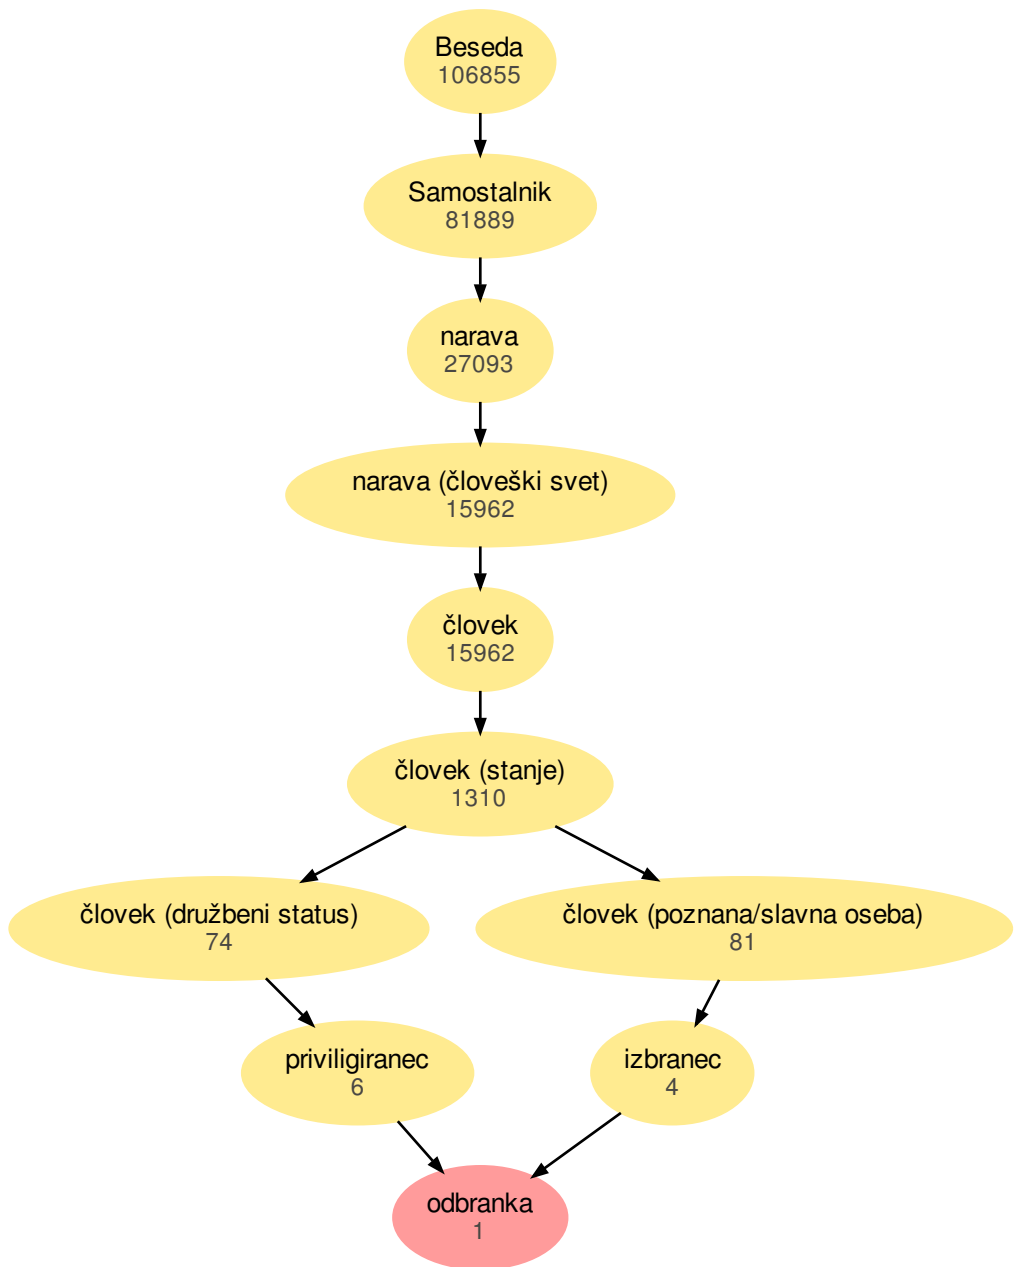 Beseda
106855
Samostalnik
81889
narava
27093
narava (človeški svet)
15962
človek
15962
človek (stanje)
1310
človek (družbeni status)
74
človek (poznana/slavna oseba)
81
priviligiranec
6
izbranec
4
odbranka
1